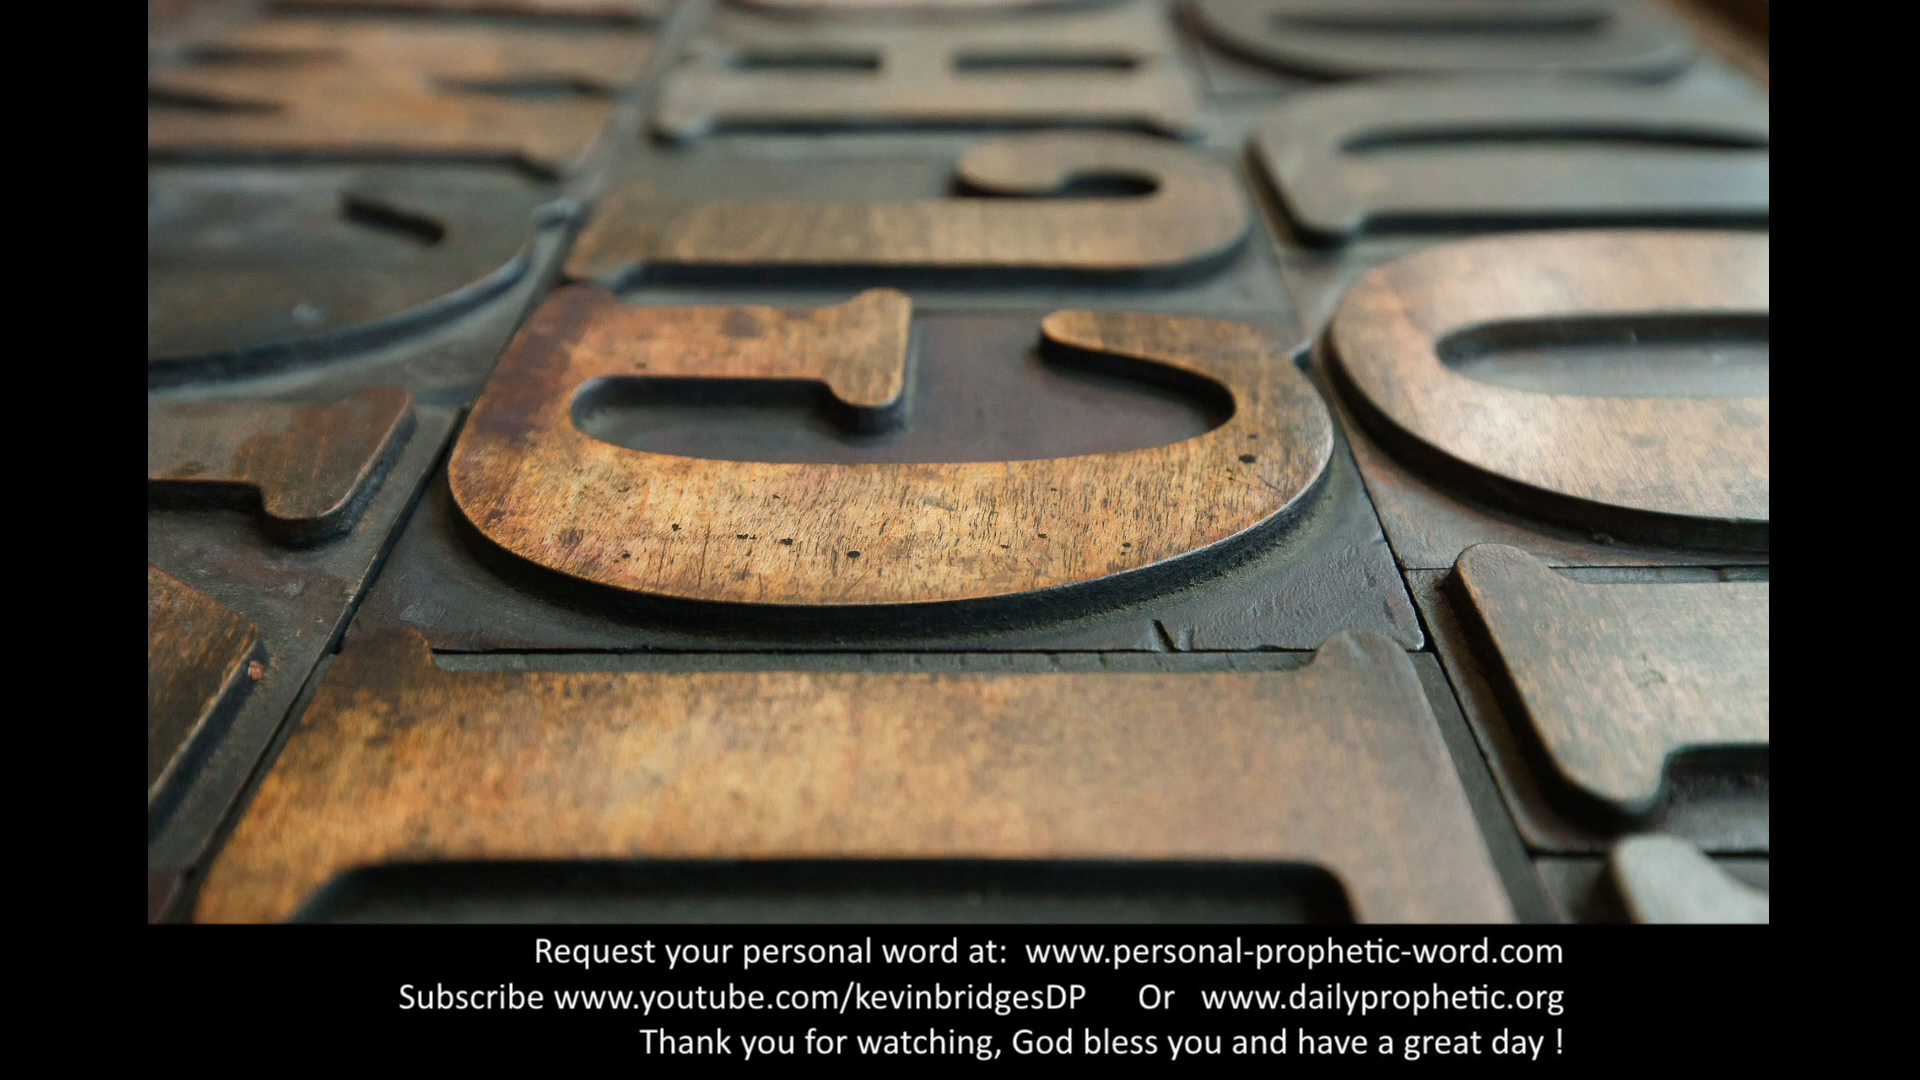 Request your personal word at: www.personal-prophetic-word.com
Subscribe www.youtube.com/kevinbridgesDP Or www.dailyprophetic.org
Thank you for watching, God bless you and have a great day !